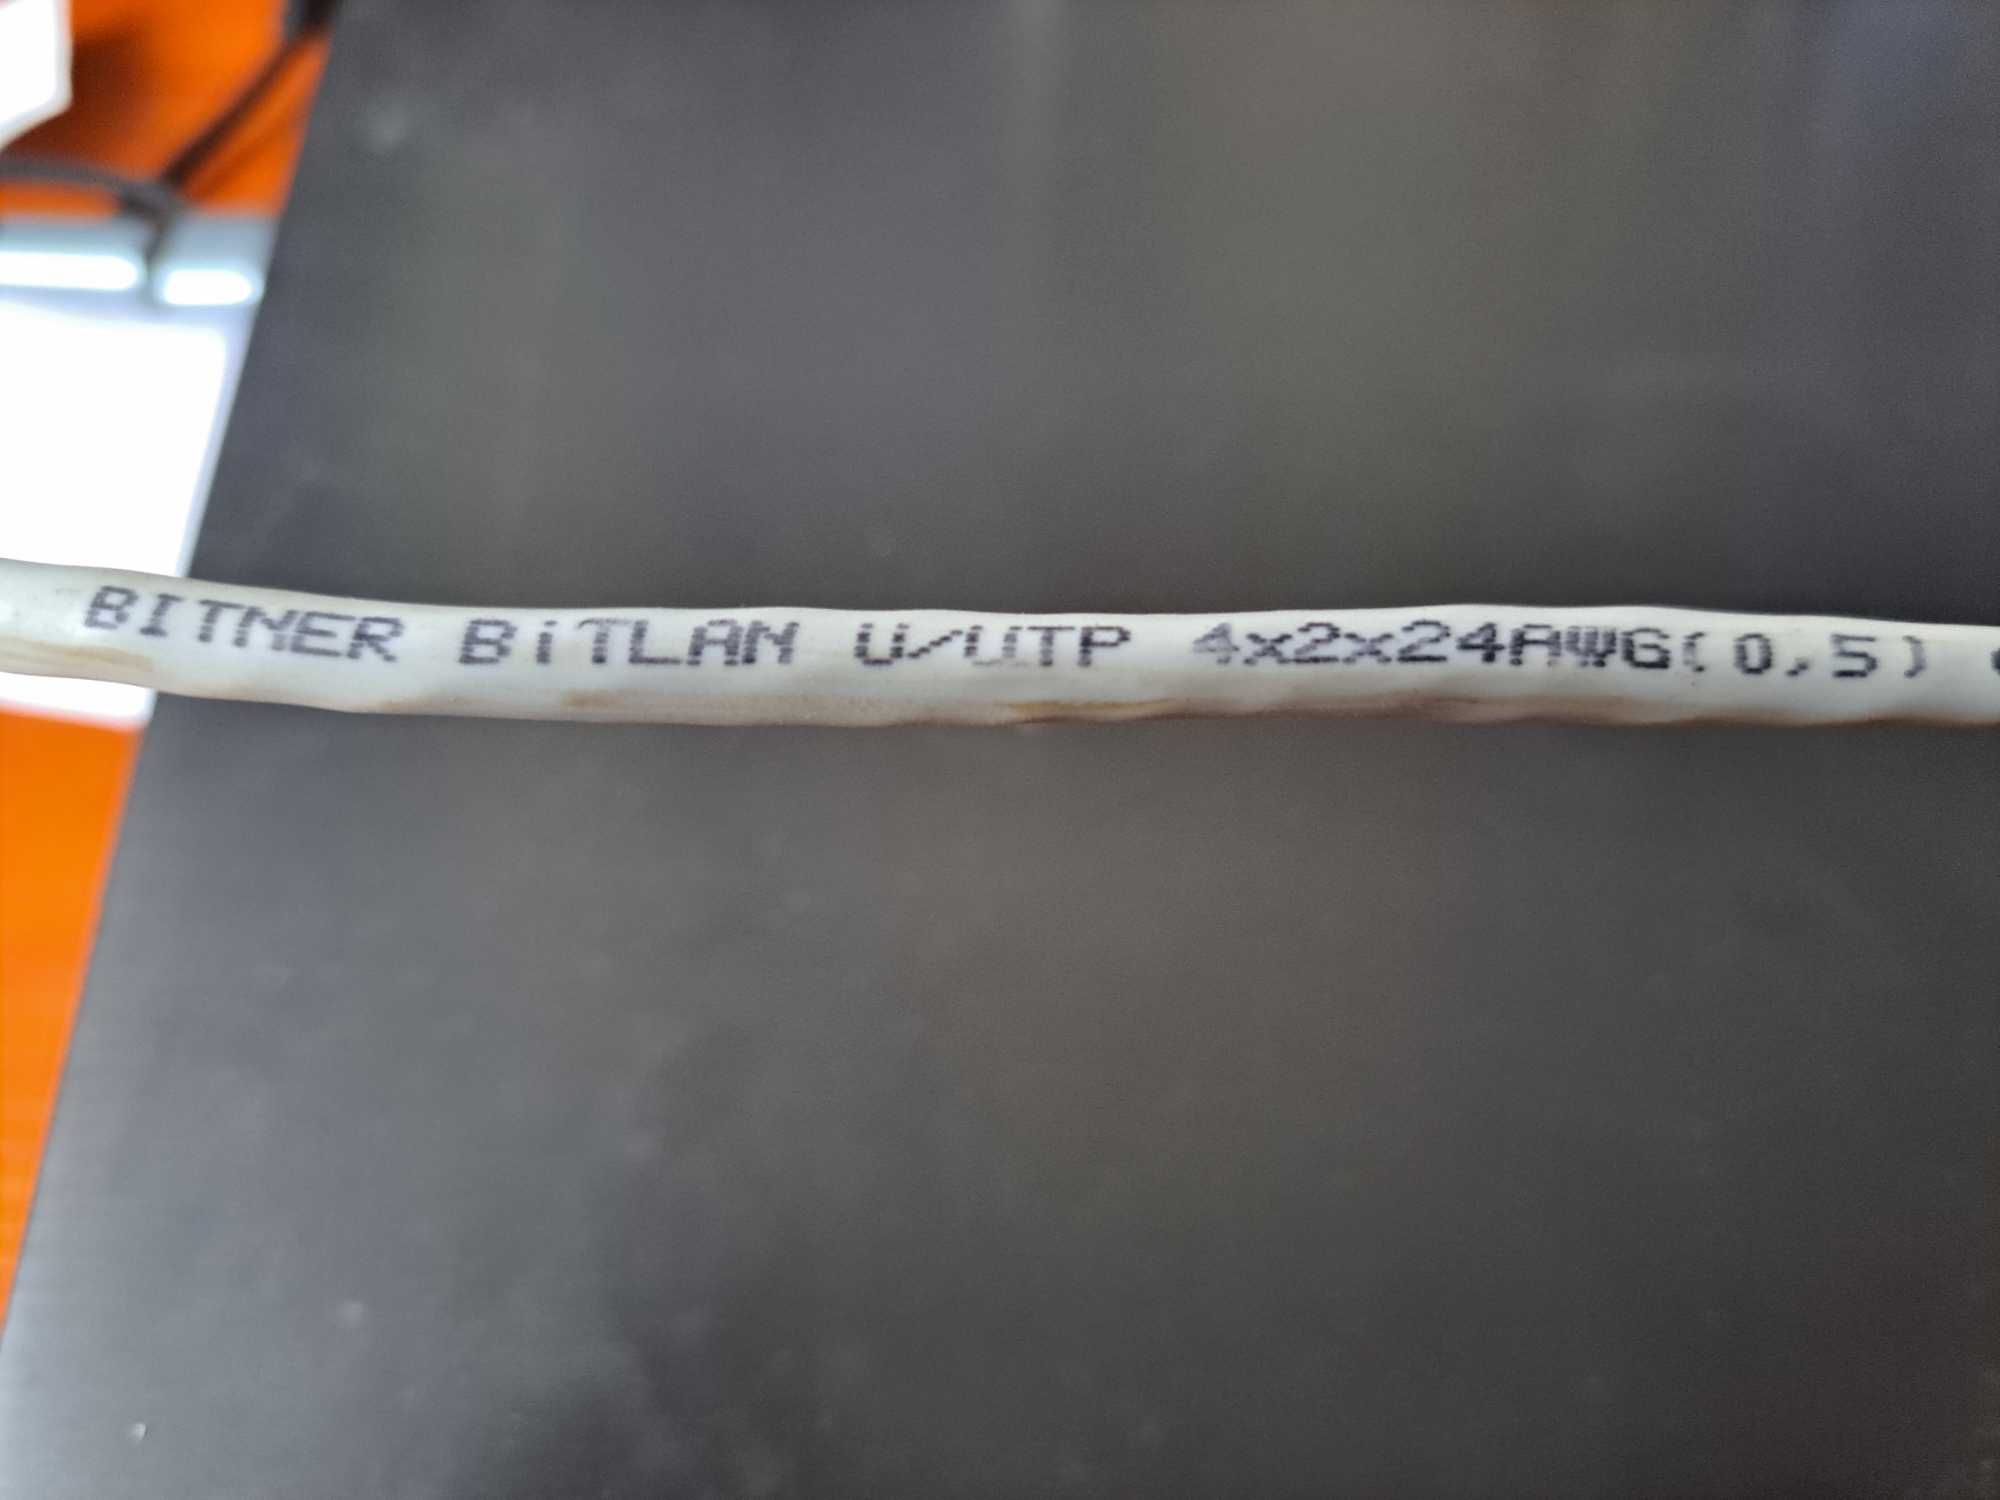 BITNER BiTLAN U/UTP 4x2x24AWG(0,5)